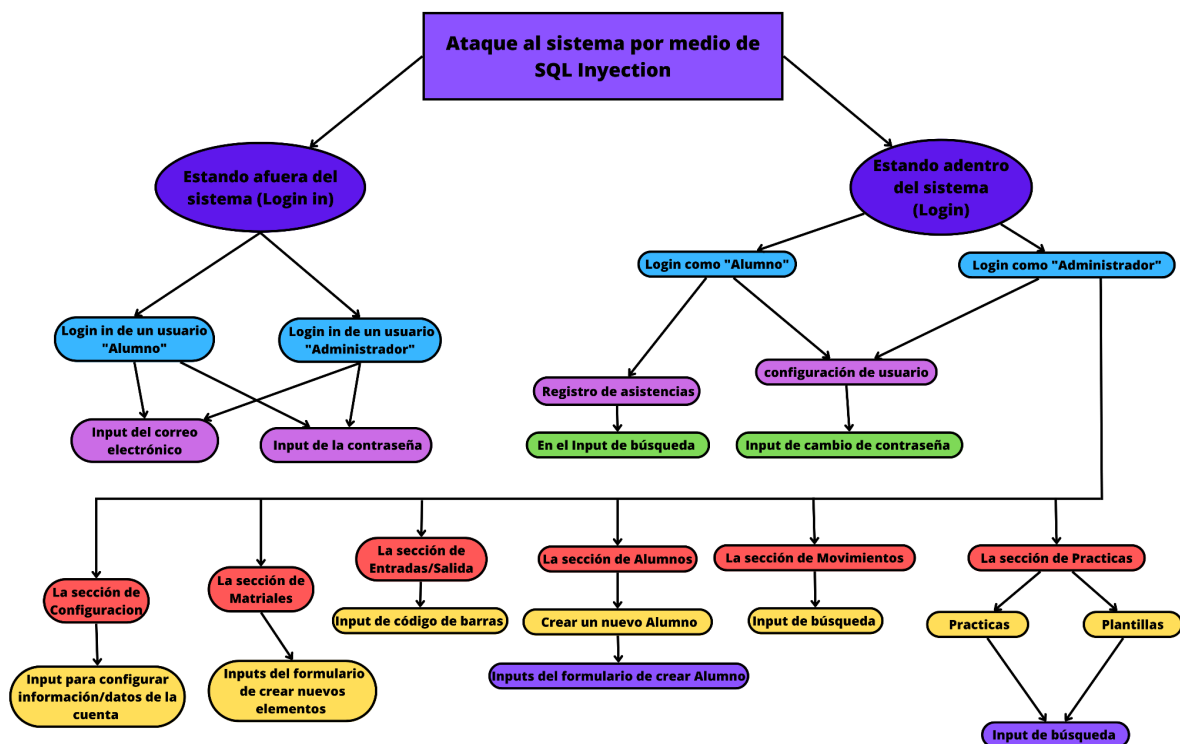 Ataque al sistema por medio de
SQL Inyection
Estando afuera del
sistema (Login in)
Estando adentro
del sistema
(Login)
Login como "Alumno"
Login como "Administrador"
Login in de un usuario
"Alumno"
Login in de un usuario
"Administrador"
configuración de usuario
Registro de asistencias
Input del correo
electrónico
Input de la contraseña
En el Input de búsqueda
Input de cambio de contraseña
La sección de
Configuracion
La sección de
Matriales
La sección de
Entradas/Salida
La sección de Alumnos
La sección de Movimientos
La sección de Practicas
Input de código de barras
Crear un nuevo Alumno
Input de búsqueda
Practicas
Plantillas
Input para configurar
información/datos de la
cuenta
Inputs del formulario
de crear nuevos
elementos
Inputs del formulario de crear Alumno
Input de búsqueda